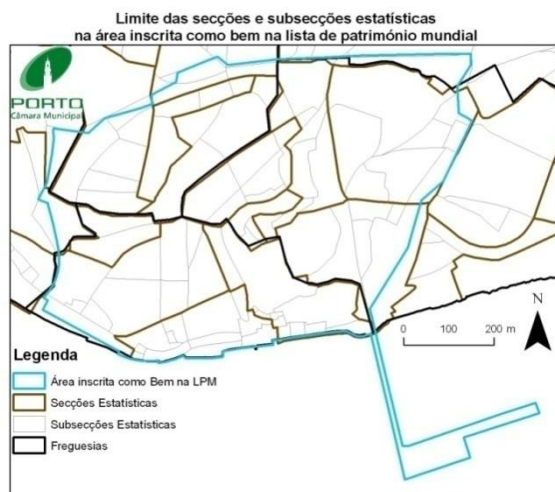 Limite das secções e subsecções estatísticas
na área inscrita como bem na lista de património mundial
PORTO
Câmara Municipal
N
0 100 200 m
Legenda
Área inscrita como Bem na LPM
Secções Estatísticas
Subsecções Estatísticas
Freguesias